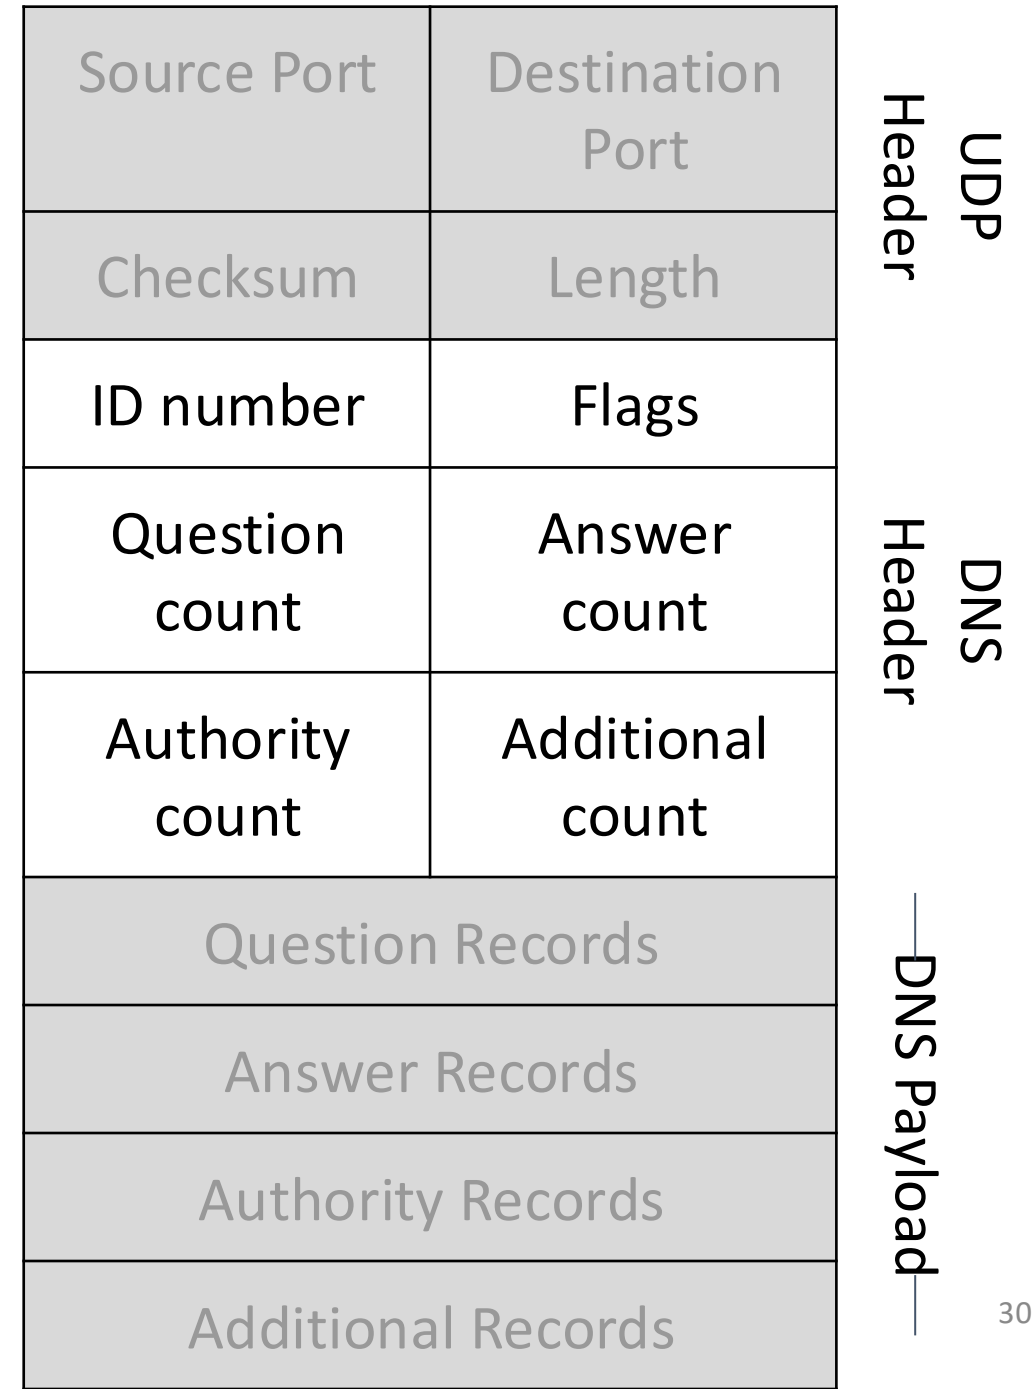 Source Port
Destination
Port
UDP
Header
Checksum
Length
ID number
Flags
Question
count
Answer
count
DNS
Header
Authority
count
Additional
count
Question Records
Answer Records
Authority Records
Additional Records
DNS Payload
30